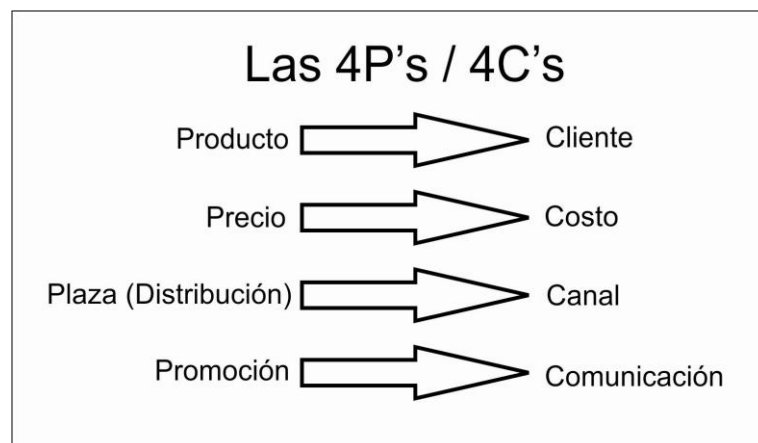 Las 4P's / 4C's
Producto Cliente
Precio Costo
Plaza (Distribución) Canal
Promoción Comunicación